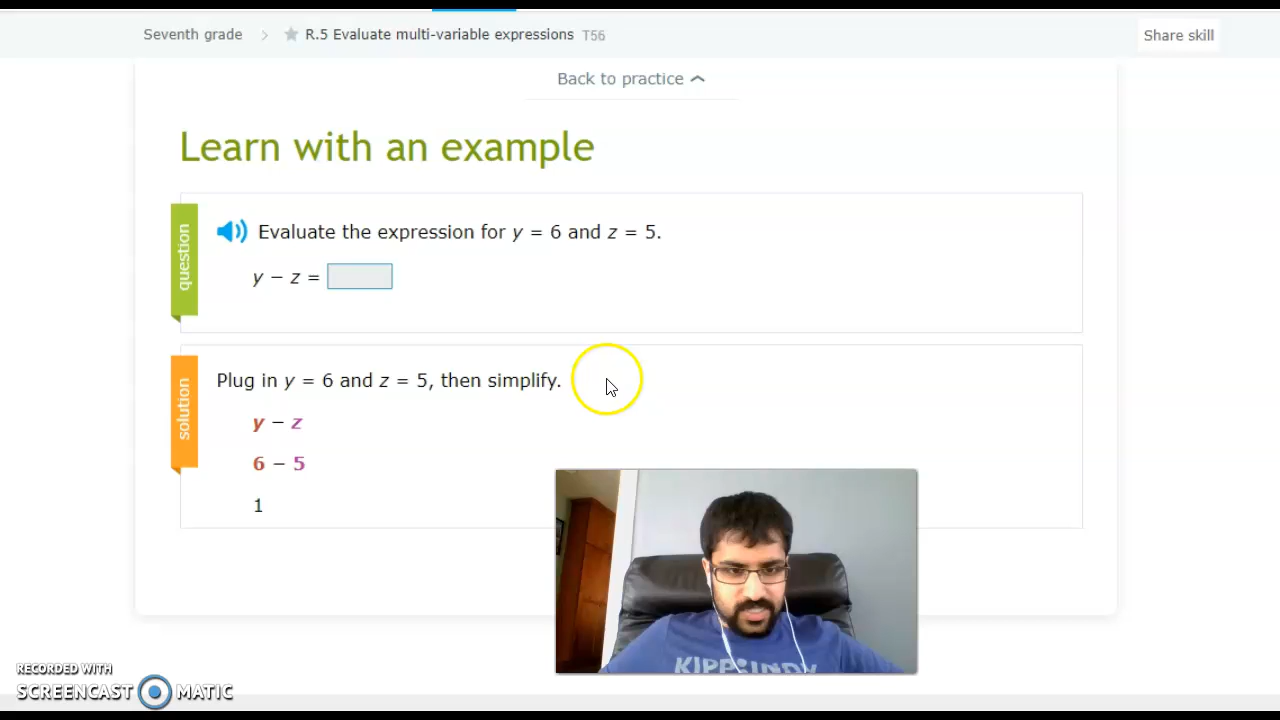 Seventh grade > R.5 Evaluate multi-variable expressions T56
Share skill
Back to practice
Learn with an example
question
Evaluate the expression for y = 6 and z = 5.
y − z =
solution
Plug in y = 6 and z = 5, then simplify.
y − z
6 − 5
1
KIPP:INDY
RECORDED WITH
SCREENCAST MATIC